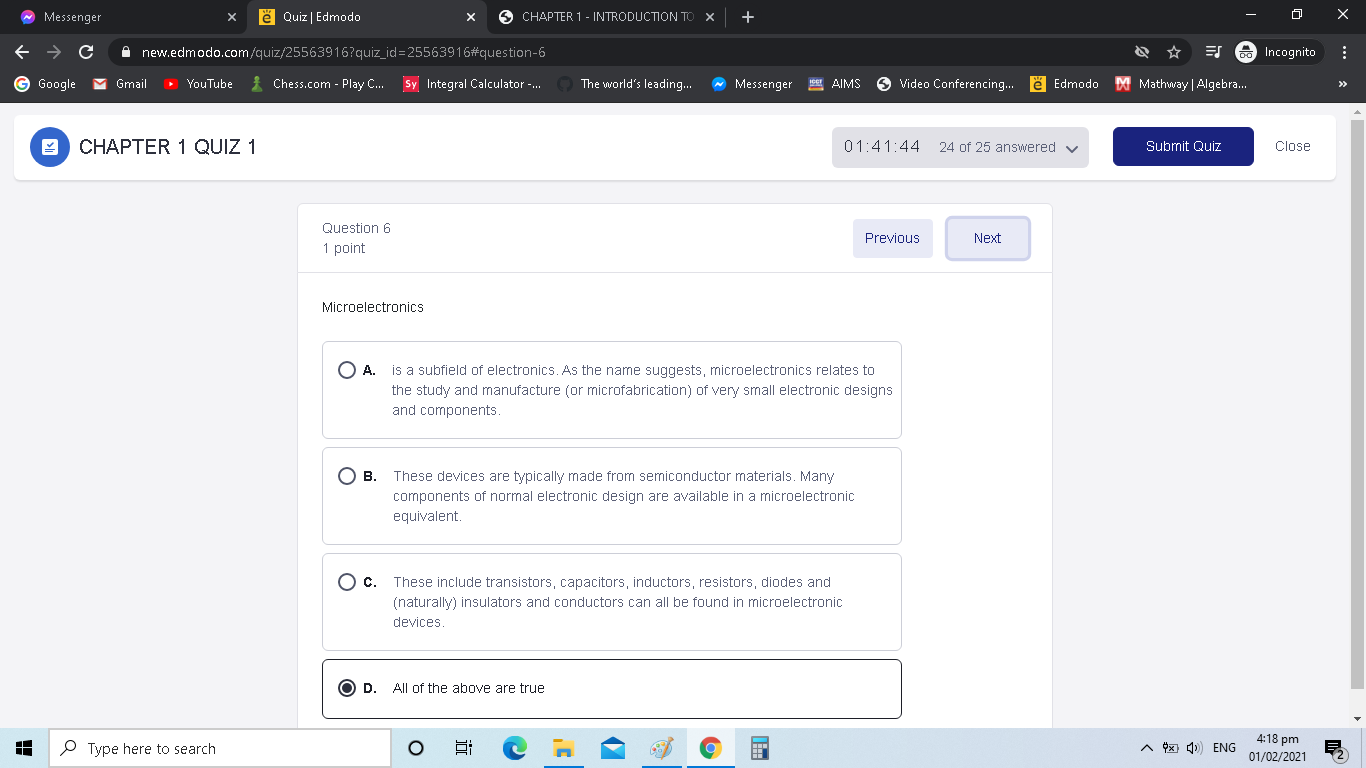 Messenger
Quiz | Edmodo
CHAPTER 1 - INTRODUCTION TO
new.edmodo.com/quiz/25563916?quiz_id=25563916#question-6
Incognito
Google
Gmail
YouTube
Chess.com - Play C...
Sy
Integral Calculator -...
The world's leading...
Messenger
AIMS
Video Conferencing...
Edmodo
Mathway | Algebra...
CHAPTER 1 QUIZ 1
01:41:44
24 of 25 answered
Submit Quiz
Close
Question 6
1 point
Previous
Next
Microelectronics
A. is a subfield of electronics. As the name suggests, microelectronics relates to
the study and manufacture (or microfabrication) of very small electronic designs
and components.
B. These devices are typically made from semiconductor materials. Many
components of normal electronic design are available in a microelectronic
equivalent.
C. These include transistors, capacitors, inductors, resistors, diodes and
(naturally) insulators and conductors can all be found in microelectronic
devices.
D. All of the above are true
Type here to search
ENG
4:18 pm
01/02/2021
2